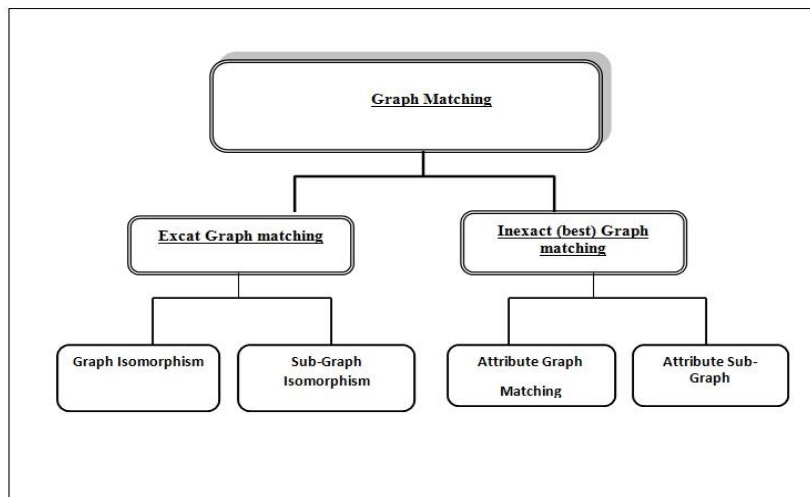 Graph Matching
Excat Graph matching
Inexact (best) Graph
matching
Graph Isomorphism
Sub-Graph
Isomorphism
Attribute Graph
Matching
Attribute Sub-
Graph